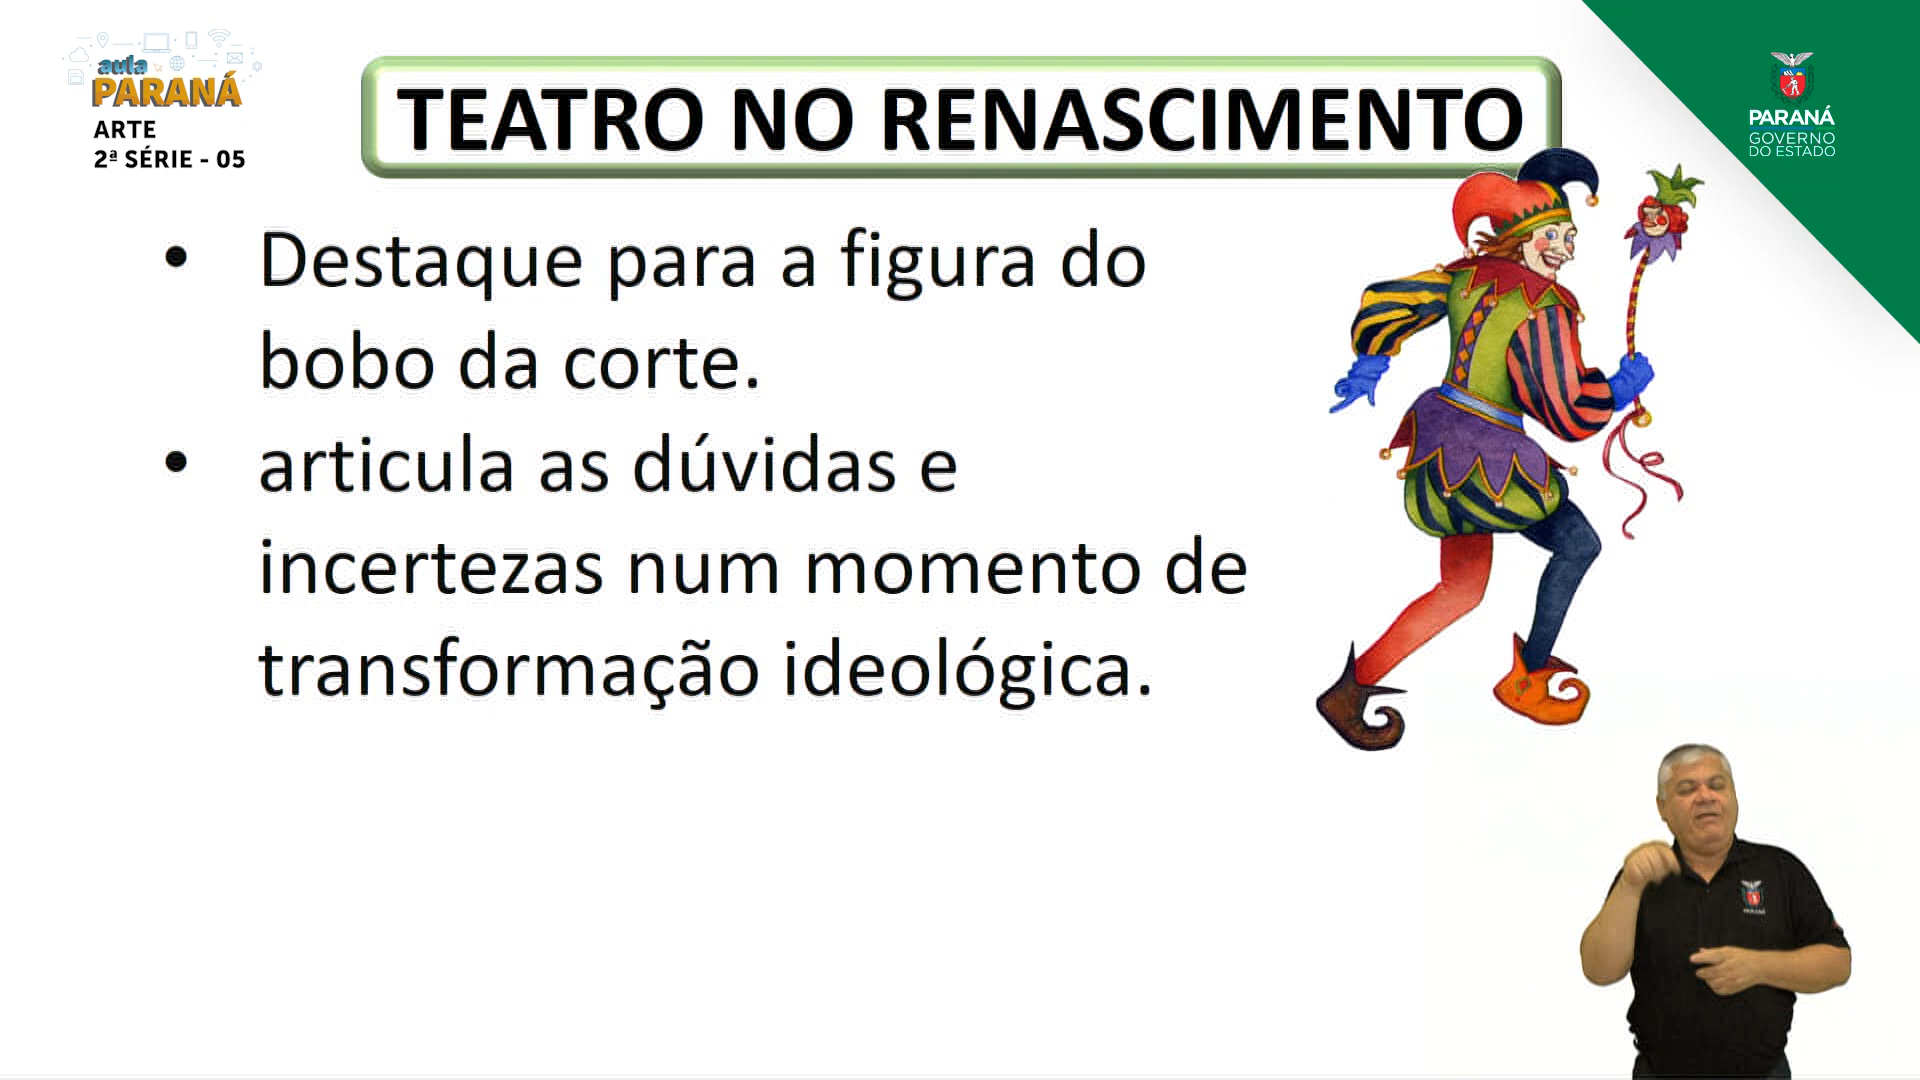 aula
PARANÁ
ARTE
2ª SÉRIE - 05
TEATRO NO RENASCIMENTO
PARANÁ
GOVERNO
DO ESTADO
• Destaque para a figura do
bobo da corte.
• articula as dúvidas e
incertezas num momento de
transformação ideológica.